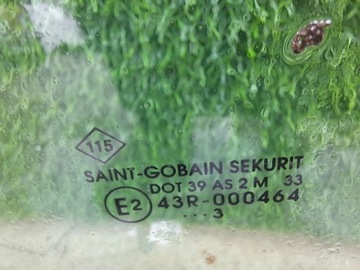 115
SAINT-GOBAIN SEKURIT
DOT 39 AS 2 M 33
E2 43R-000464
...3